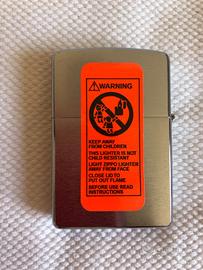 WARNING
KEEP AWAY
FROM CHILDREN
THIS LIGHTER IS NOT
CHILD RESISTANT
LIGHT ZIPPO LIGHTER
AWAY FROM FACE
CLOSE LID TO
PUT OUT FLAME
BEFORE USE READ
INSTRUCTIONS